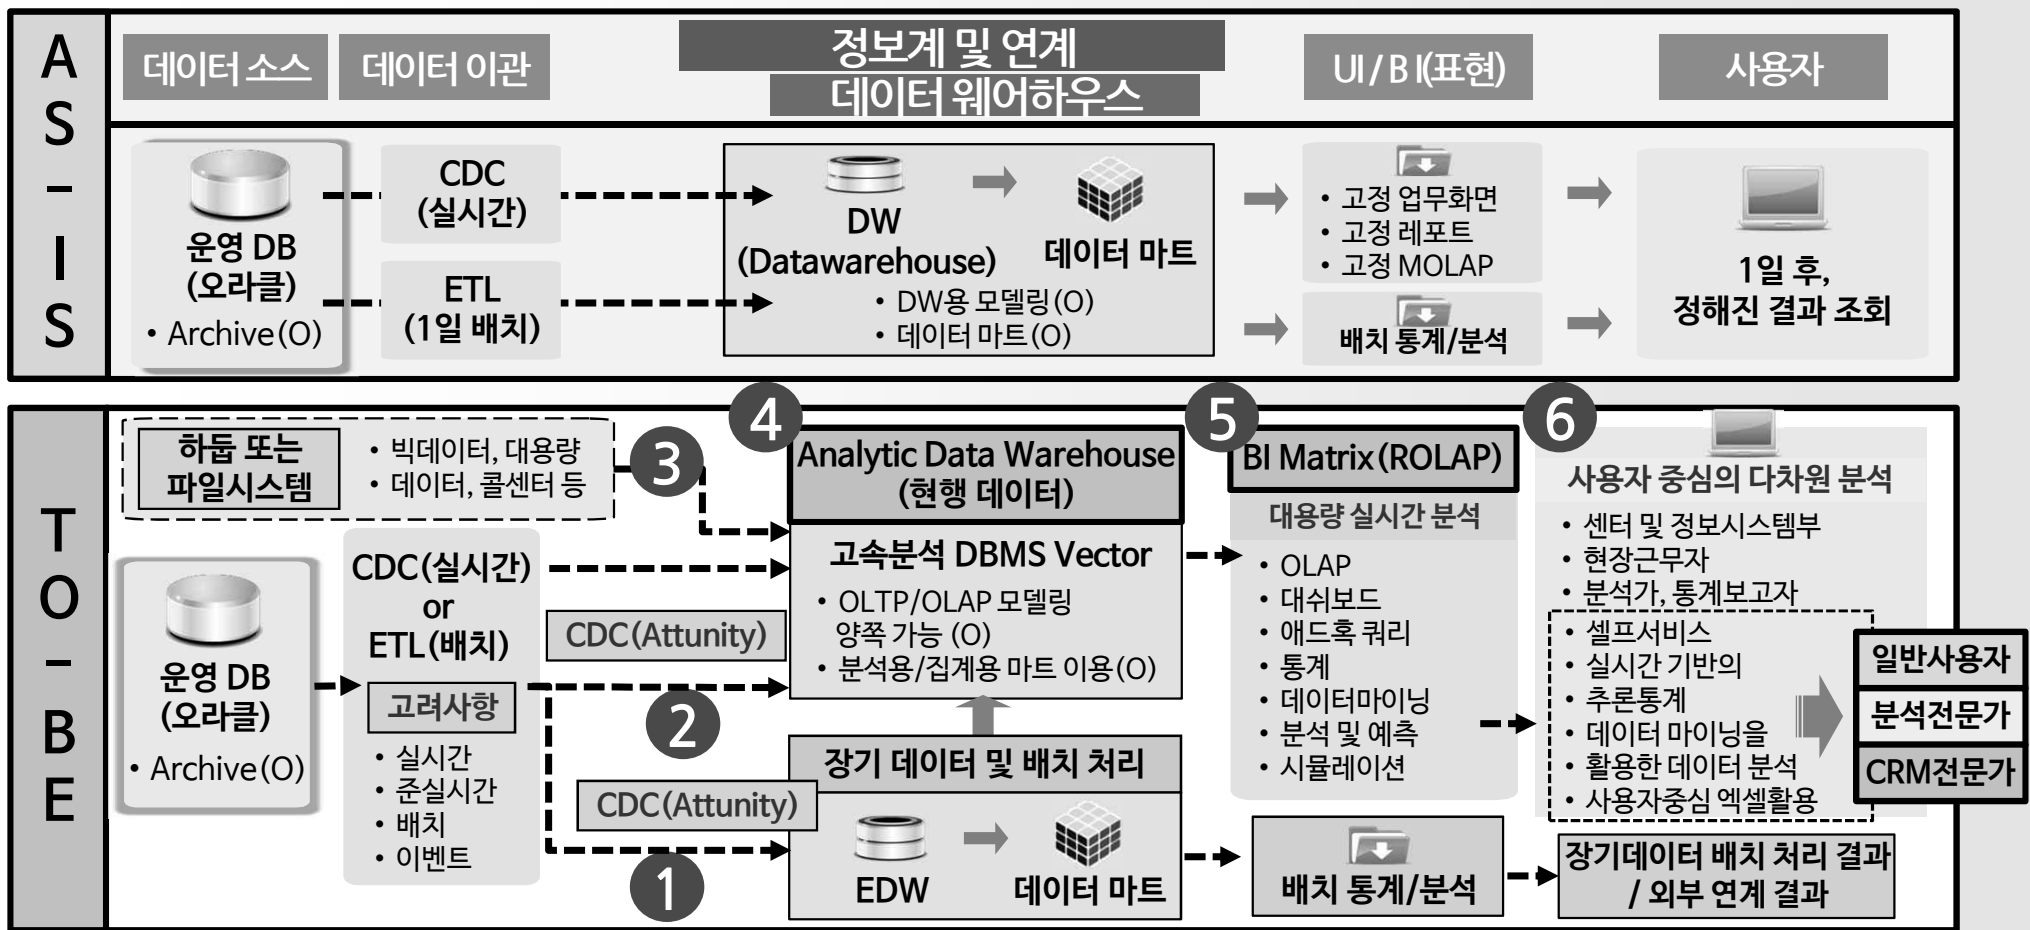 AS-IS
데이터 소스
데이터 이관
정보계 및 연계
데이터 웨어하우스
UI / B I(표현)
사용자
운영 DB
(오라클)
• Archive(O)
CDC
(실시간)
ETL
(1일 배치)
DW
(Datawarehouse)
데이터 마트
• DW용 모델링(O)
• 데이터 마트(O)
• 고정 업무화면
• 고정 레포트
• 고정 MOLAP
배치 통계/분석
1일 후,
정해진 결과 조회
TO-BE
하둡 또는
파일시스템
• 빅데이터, 대용량
• 데이터, 콜센터 등
3
운영 DB
(오라클)
• Archive(O)
CDC(실시간)
or
ETL(배치)
고려사항
• 실시간
• 준실시간
• 배치
• 이벤트
CDC(Attunity)
2
CDC(Attunity)
1
4
Analytic Data Warehouse
(현행 데이터)
고속분석 DBMS Vector
• OLTP/OLAP 모델링
양쪽 가능 (O)
• 분석용/집계용 마트 이용(O)
장기 데이터 및 배치 처리
EDW
데이터 마트
5
BI Matrix(ROLAP)
대용량 실시간 분석
• OLAP
• 대쉬보드
• 애드혹 쿼리
• 통계
• 데이터마이닝
• 분석 및 예측
• 시뮬레이션
배치 통계/분석
6
사용자 중심의 다차원 분석
• 센터 및 정보시스템부
• 현장근무자
• 분석가, 통계보고자
• 셀프서비스
• 실시간 기반의
• 추론통계
• 데이터 마이닝을
• 활용한 데이터 분석
• 사용자중심 엑셀활용
일반사용자
분석전문가
CRM전문가
장기데이터 배치 처리 결과
/ 외부 연계 결과